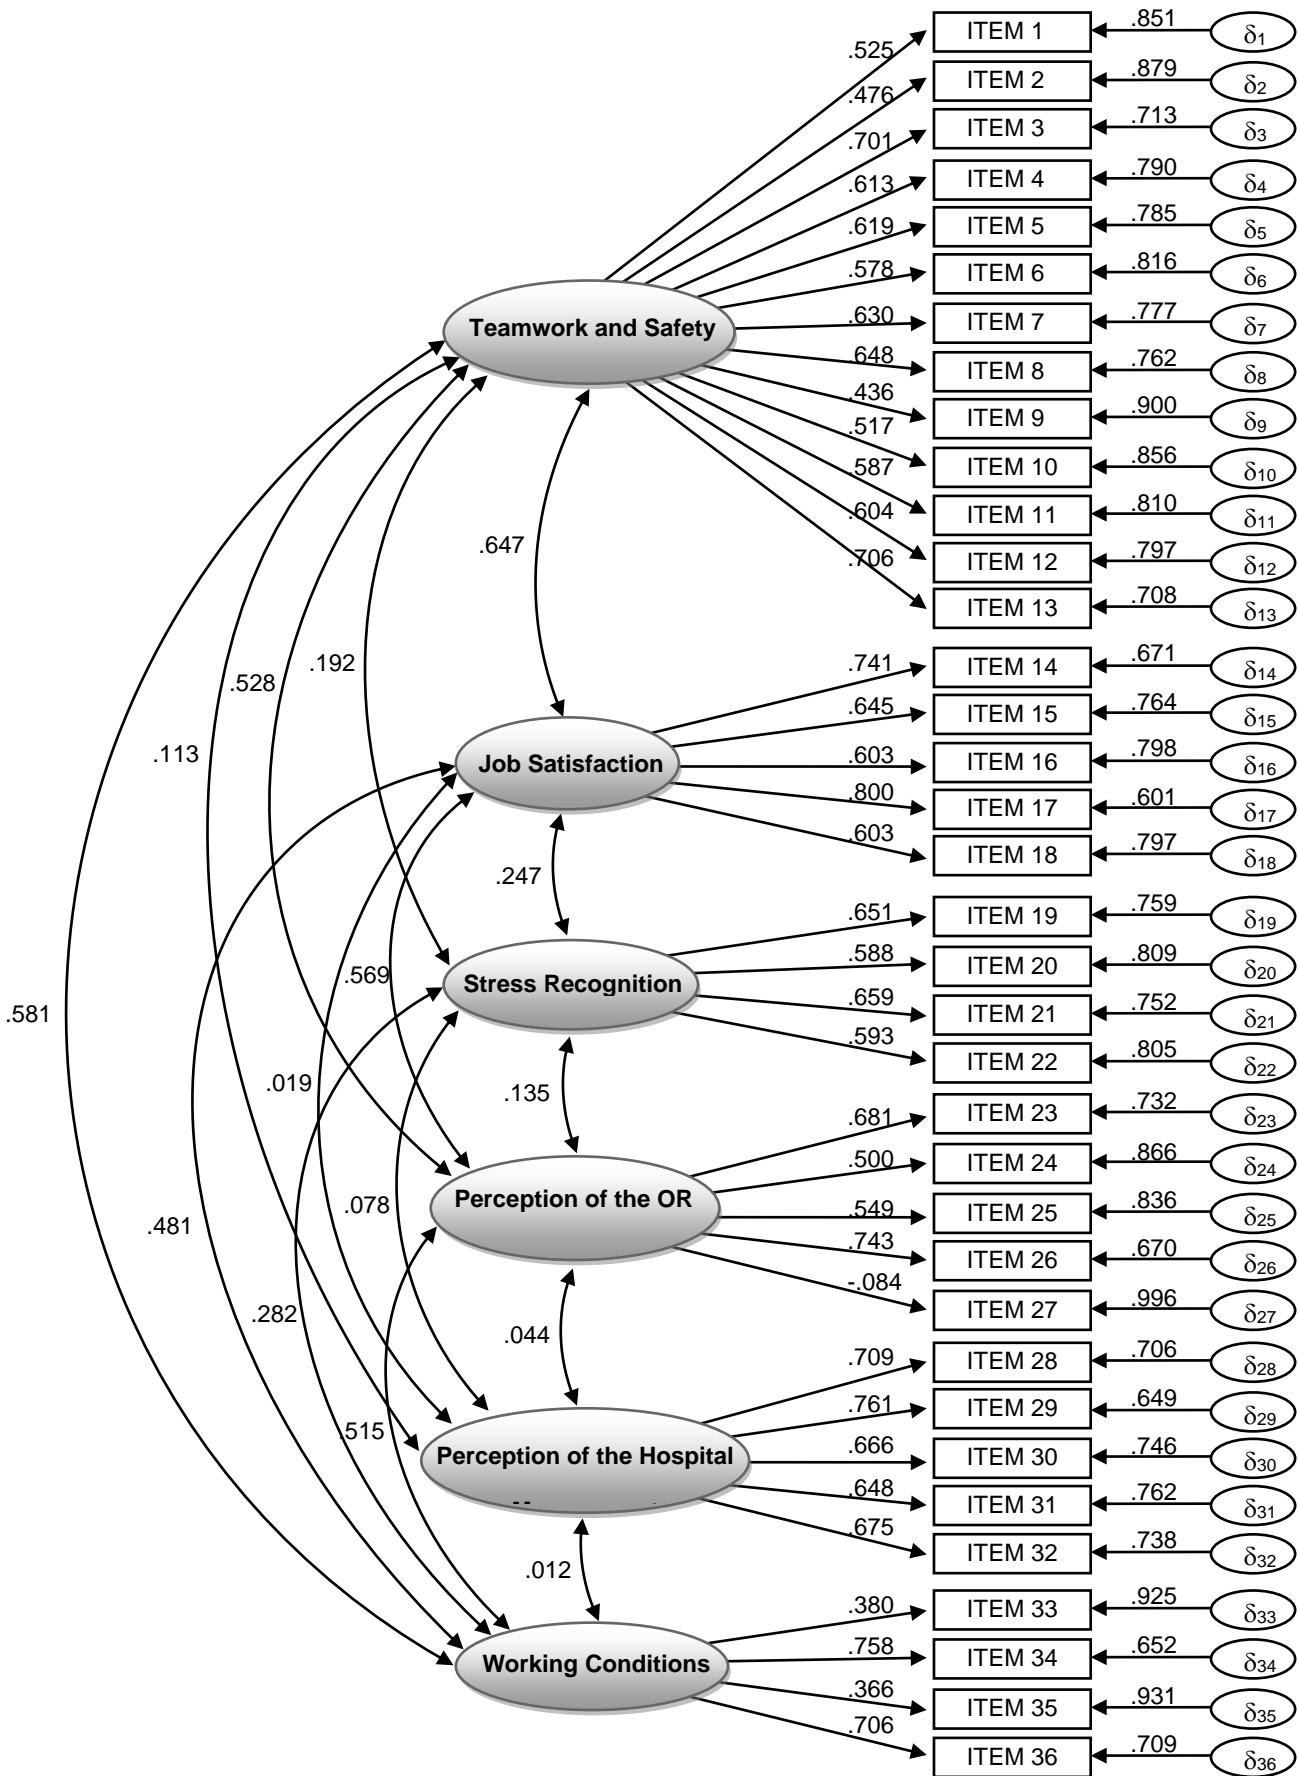 .525
ITEM 1
.851
δ1
.476
ITEM 2
.879
δ2
.701
ITEM 3
.713
δ3
.613
ITEM 4
.790
δ4
.619
ITEM 5
.785
δ5
.578
ITEM 6
.816
δ6
Teamwork and Safety
.630
ITEM 7
.777
δ7
.648
ITEM 8
.762
δ8
.436
ITEM 9
.900
δ9
.517
ITEM 10
.856
δ10
.587
ITEM 11
.810
δ11
.604
ITEM 12
.797
δ12
.706
ITEM 13
.708
δ13
.647
.192
.528
.113
.741
ITEM 14
.671
δ14
.645
ITEM 15
.764
δ15
Job Satisfaction
.603
ITEM 16
.798
δ16
.800
ITEM 17
.601
δ17
.603
ITEM 18
.797
δ18
.247
.651
ITEM 19
.759
δ19
.588
ITEM 20
.809
δ20
Stress Recognition
.569
.659
ITEM 21
.752
δ21
.581
.593
ITEM 22
.805
δ22
.019
.135
.681
ITEM 23
.732
δ23
.500
ITEM 24
.866
δ24
Perception of the OR
.078
.549
ITEM 25
.836
δ25
.481
.743
ITEM 26
.670
δ26
-.084
ITEM 27
.996
δ27
.282
.044
.709
ITEM 28
.706
δ28
.761
ITEM 29
.649
δ29
.515
Perception of the Hospital
.666
ITEM 30
.746
δ30
.648
ITEM 31
.762
δ31
.675
ITEM 32
.738
δ32
.012
.380
ITEM 33
.925
δ33
.758
ITEM 34
.652
δ34
Working Conditions
.366
ITEM 35
.931
δ35
.706
ITEM 36
.709
δ36